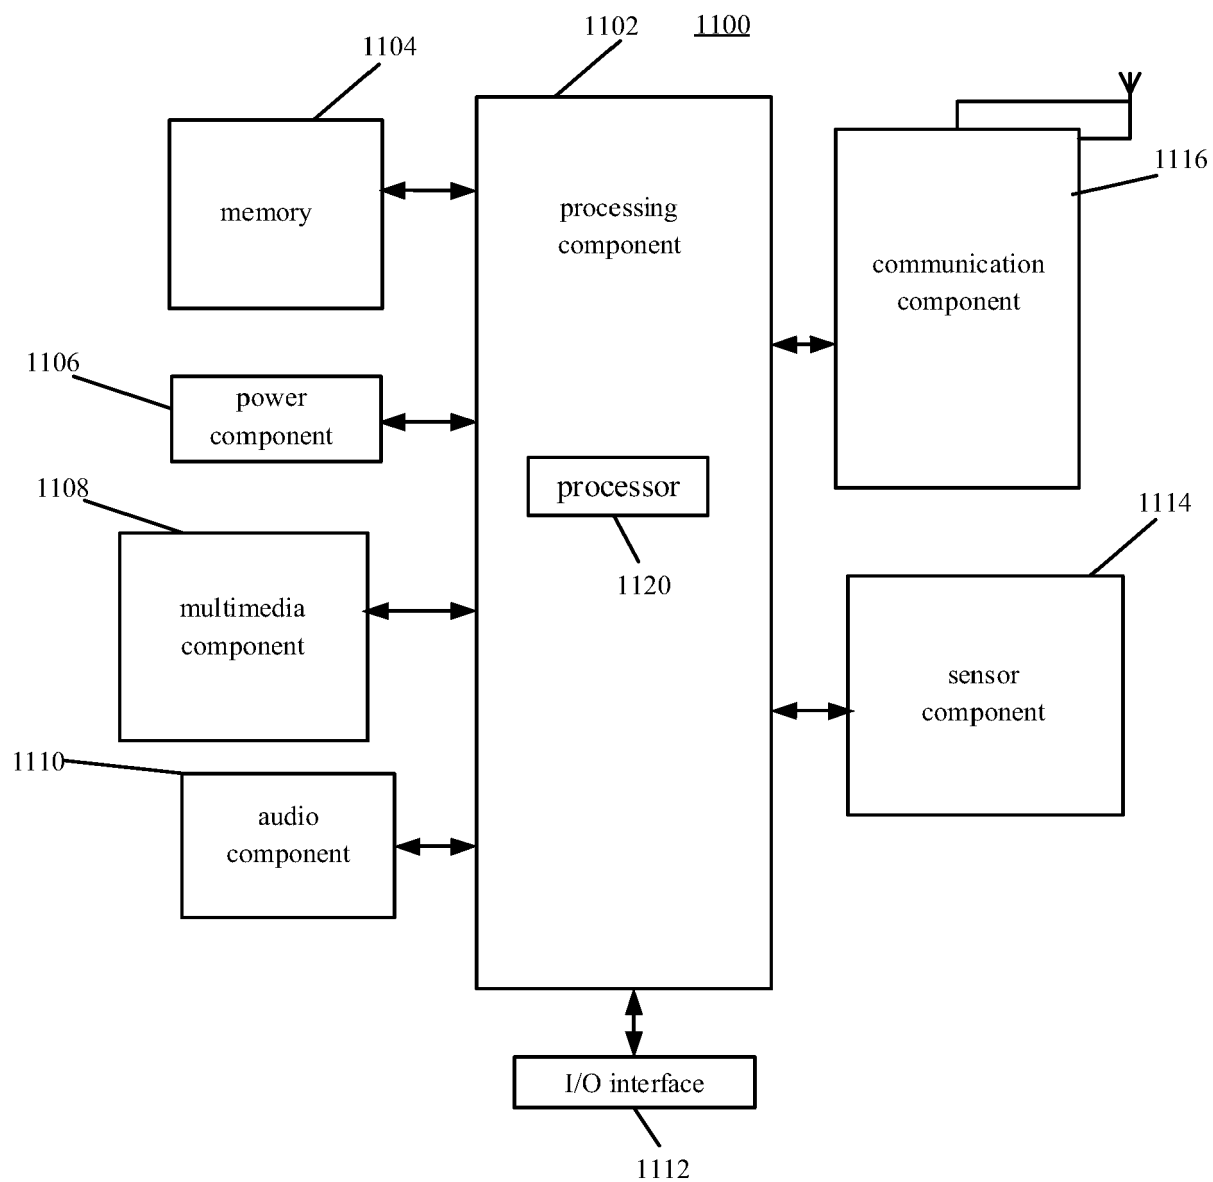 1102
1100
1104
memory
processing
component
1116
communication
component
1106
power
component
1108
processor
1120
1114
multimedia
component
sensor
component
1110
audio
component
I/O interface
1112